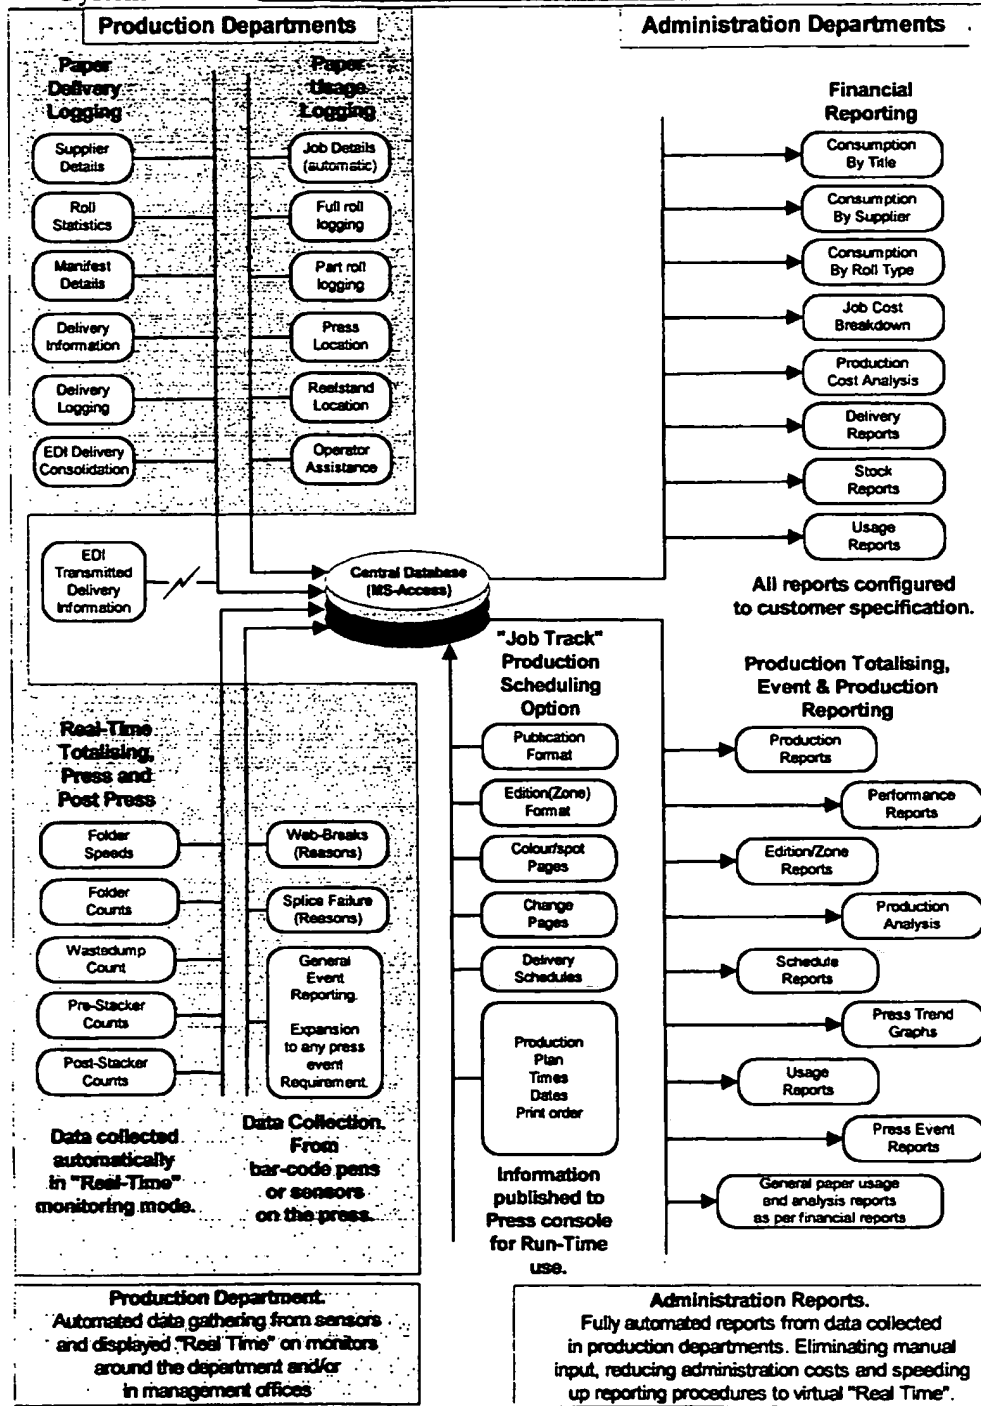 Production Departments
Administration Departments
Paper
Delivery
Logging
Supplier
Details
Roll
Statistics
Manifest
Details
Delivery
Information
Delivery
Logging
EDI Delivery
Consolidation
Paper
Usage
Logging
Job Details
(automatic)
Full roll
logging
Part roll
logging
Press
Location
Reelstand
Location
Operator
Assistance
Financial
Reporting
Consumption
By Title
Consumption
By Supplier
Consumption
By Roll Type
Job Cost
Breakdown
Production
Cost Analysis
Delivery
Reports
Stock
Reports
Usage
Reports
All reports configured
to customer specification.
EDI
Transmitted
Delivery
Information
Central Database
(MS-Access)
Real-Time
Totalising,
Press and
Post Press
Folder
Speeds
Folder
Counts
Wastedump
Count
Pre-Stacker
Counts
Post-Stacker
Counts
Data collected
automatically
in "Real-Time"
monitoring mode.
Web-Breaks
(Reasons)
Splice Failure
(Reasons)
General
Event
Reporting.
Expansion
to any press
event
Requirement.
Data Collection.
From
bar-code pens
or sensors
on the press.
"Job Track"
Production
Scheduling
Option
Publication
Format
Edition(Zone)
Format
Colour/spot
Pages
Change
Pages
Delivery
Schedules
Production
Plan
Times
Dates
Print order
Information
published to
Press console
for Run-Time
use.
Production Totalising,
Event & Production
Reporting
Production
Reports
Performance
Reports
Edition/Zone
Reports
Production
Analysis
Schedule
Reports
Press Trend
Graphs
Usage
Reports
Press Event
Reports
General paper usage
and analysis reports
as per financial reports
Production Department.
Automated data gathering from sensors
and displayed "Real Time" on monitors
around the department and/or
in management offices
Administration Reports.
Fully automated reports from data collected
in production departments. Eliminating manual
input, reducing administration costs and speeding
up reporting procedures to virtual "Real Time".